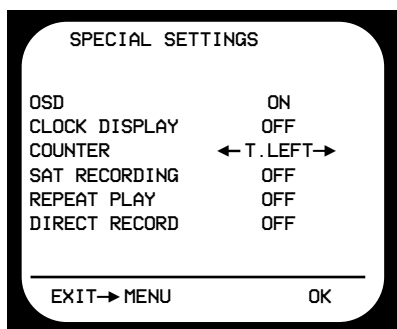 SPECIAL SETTINGS
OSD ON
CLOCK DISPLAY OFF
COUNTER ←T.LEFT→
SAT RECORDING OFF
REPEAT PLAY OFF
DIRECT RECORD OFF
EXIT→MENU OK